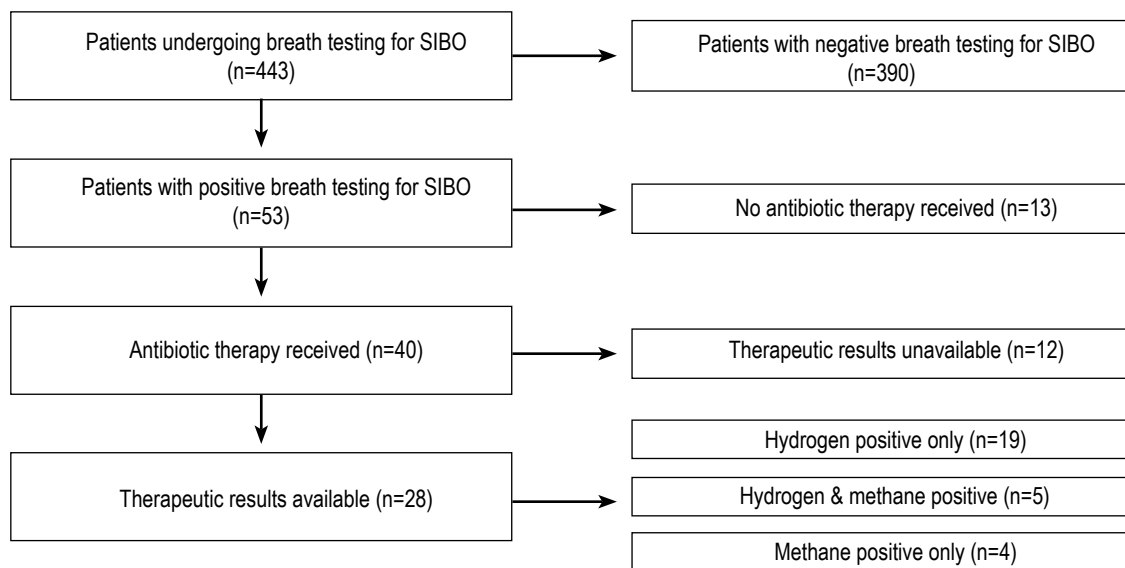 Patients undergoing breath testing for SIBO
(n=443)
Patients with negative breath testing for SIBO
(n=390)
Patients with positive breath testing for SIBO
(n=53)
No antibiotic therapy received (n=13)
Antibiotic therapy received (n=40)
Therapeutic results unavailable (n=12)
Therapeutic results available (n=28)
Hydrogen positive only (n=19)
Hydrogen & methane positive (n=5)
Methane positive only (n=4)